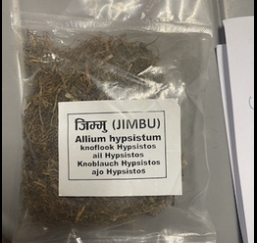 जिम्मु (JIMBU)
Allium hypsistum
knoflook Hypsistos
ail Hypsistos
Knoblauch Hypsistos
ajo Hypsistos